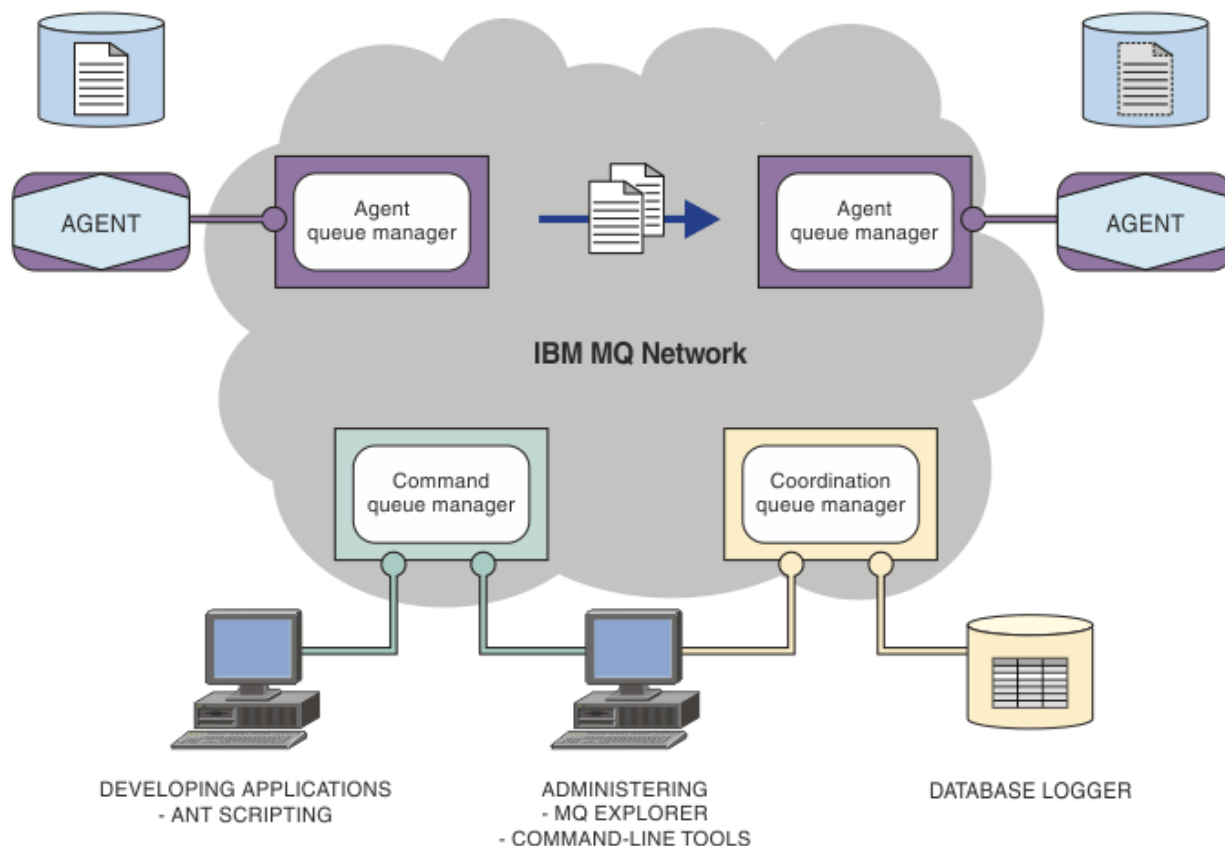 AGENT
Agent
queue manager
Agent
queue manager
AGENT
IBM MQ Network
Command
queue manager
Coordination
queue manager
DEVELOPING APPLICATIONS
- ANT SCRIPTING
ADMINISTERING
- MQ EXPLORER
- COMMAND-LINE TOOLS
DATABASE LOGGER